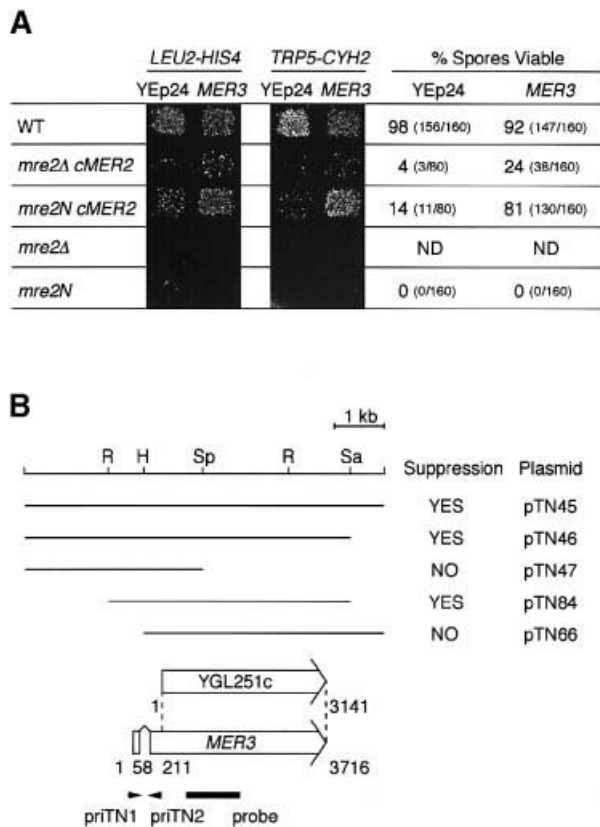 A
LEU2-HIS4 TRP5-CYH2 % Spores Viable
YEp24 MER3 YEp24 MER3 YEp24 MER3
WT 98 (156/160) 92 (147/160)
mre2Δ cMER2 4 (3/80) 24 (38/160)
mre2N cMER2 14 (11/80) 81 (130/160)
mre2Δ ND ND
mre2N 0 (0/160) 0 (0/160)
B
1 kb
R H Sp R Sa Suppression Plasmid
YES pTN45
YES pTN46
NO pTN47
YES pTN84
NO pTN66
YGL251c
1 3141
MER3
1 58 211 3716
priTN1 priTN2 probe